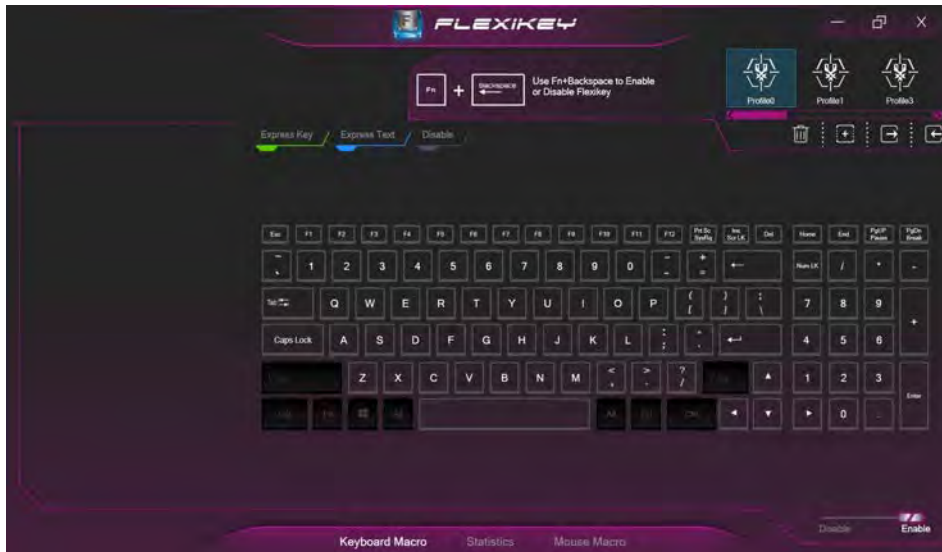 FLEXIKEY
Fn + Backspace Use Fn+Backspace to Enable
or Disable Flexikey
Profile0 Profile1 Profile3
Express Key / Express Text / Disable
Esc F1 F2 F3 F4 F5 F6 F7 F8 F9 F10 F11 F12 Prt Sc SysRq Ins Scr LK Del Home End PgUP Pause PgDn Break
~ ` 1 2 3 4 5 6 7 8 9 0 - + = Num LK / * -
Tab Q W E R T Y U I O P { [ } ] : \ 7 8 9 +
Caps Lock A S D F G H J K L : ; 4 5 6
Z X C V B N M < , > . ? / 1 2 3 Enter
Fn Alt Alt 0 .
Disable Enable
Keyboard Macro Statistics Mouse Macro